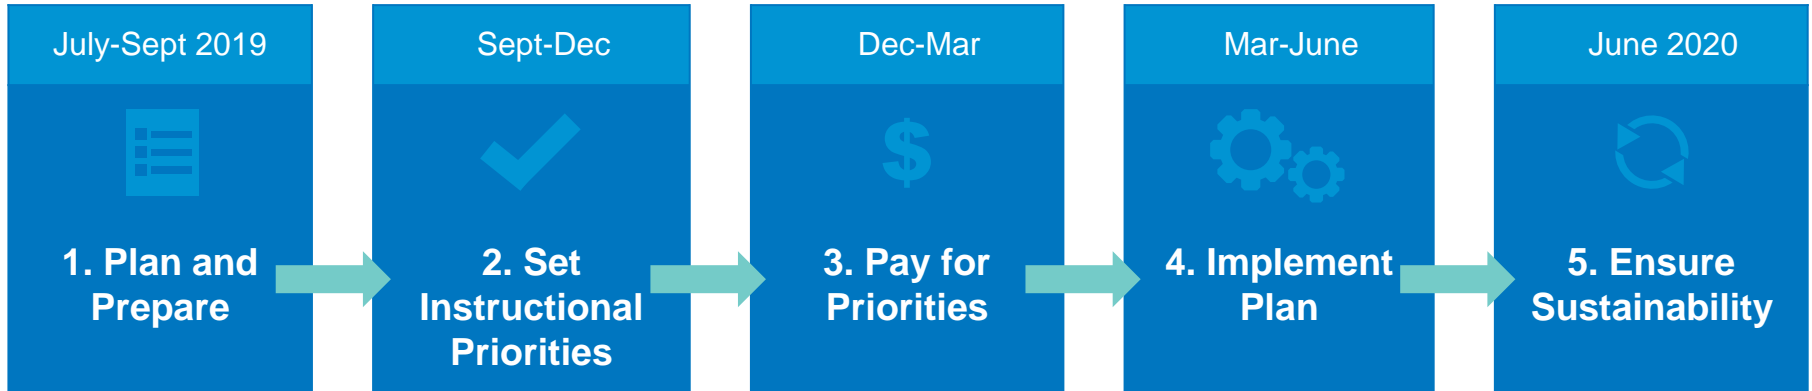 July-Sept 2019
1. Plan and
Prepare
Sept-Dec
2. Set
Instructional
Priorities
Dec-Mar
$
3. Pay for
Priorities
Mar-June
4. Implement
Plan
June 2020
5. Ensure
Sustainability